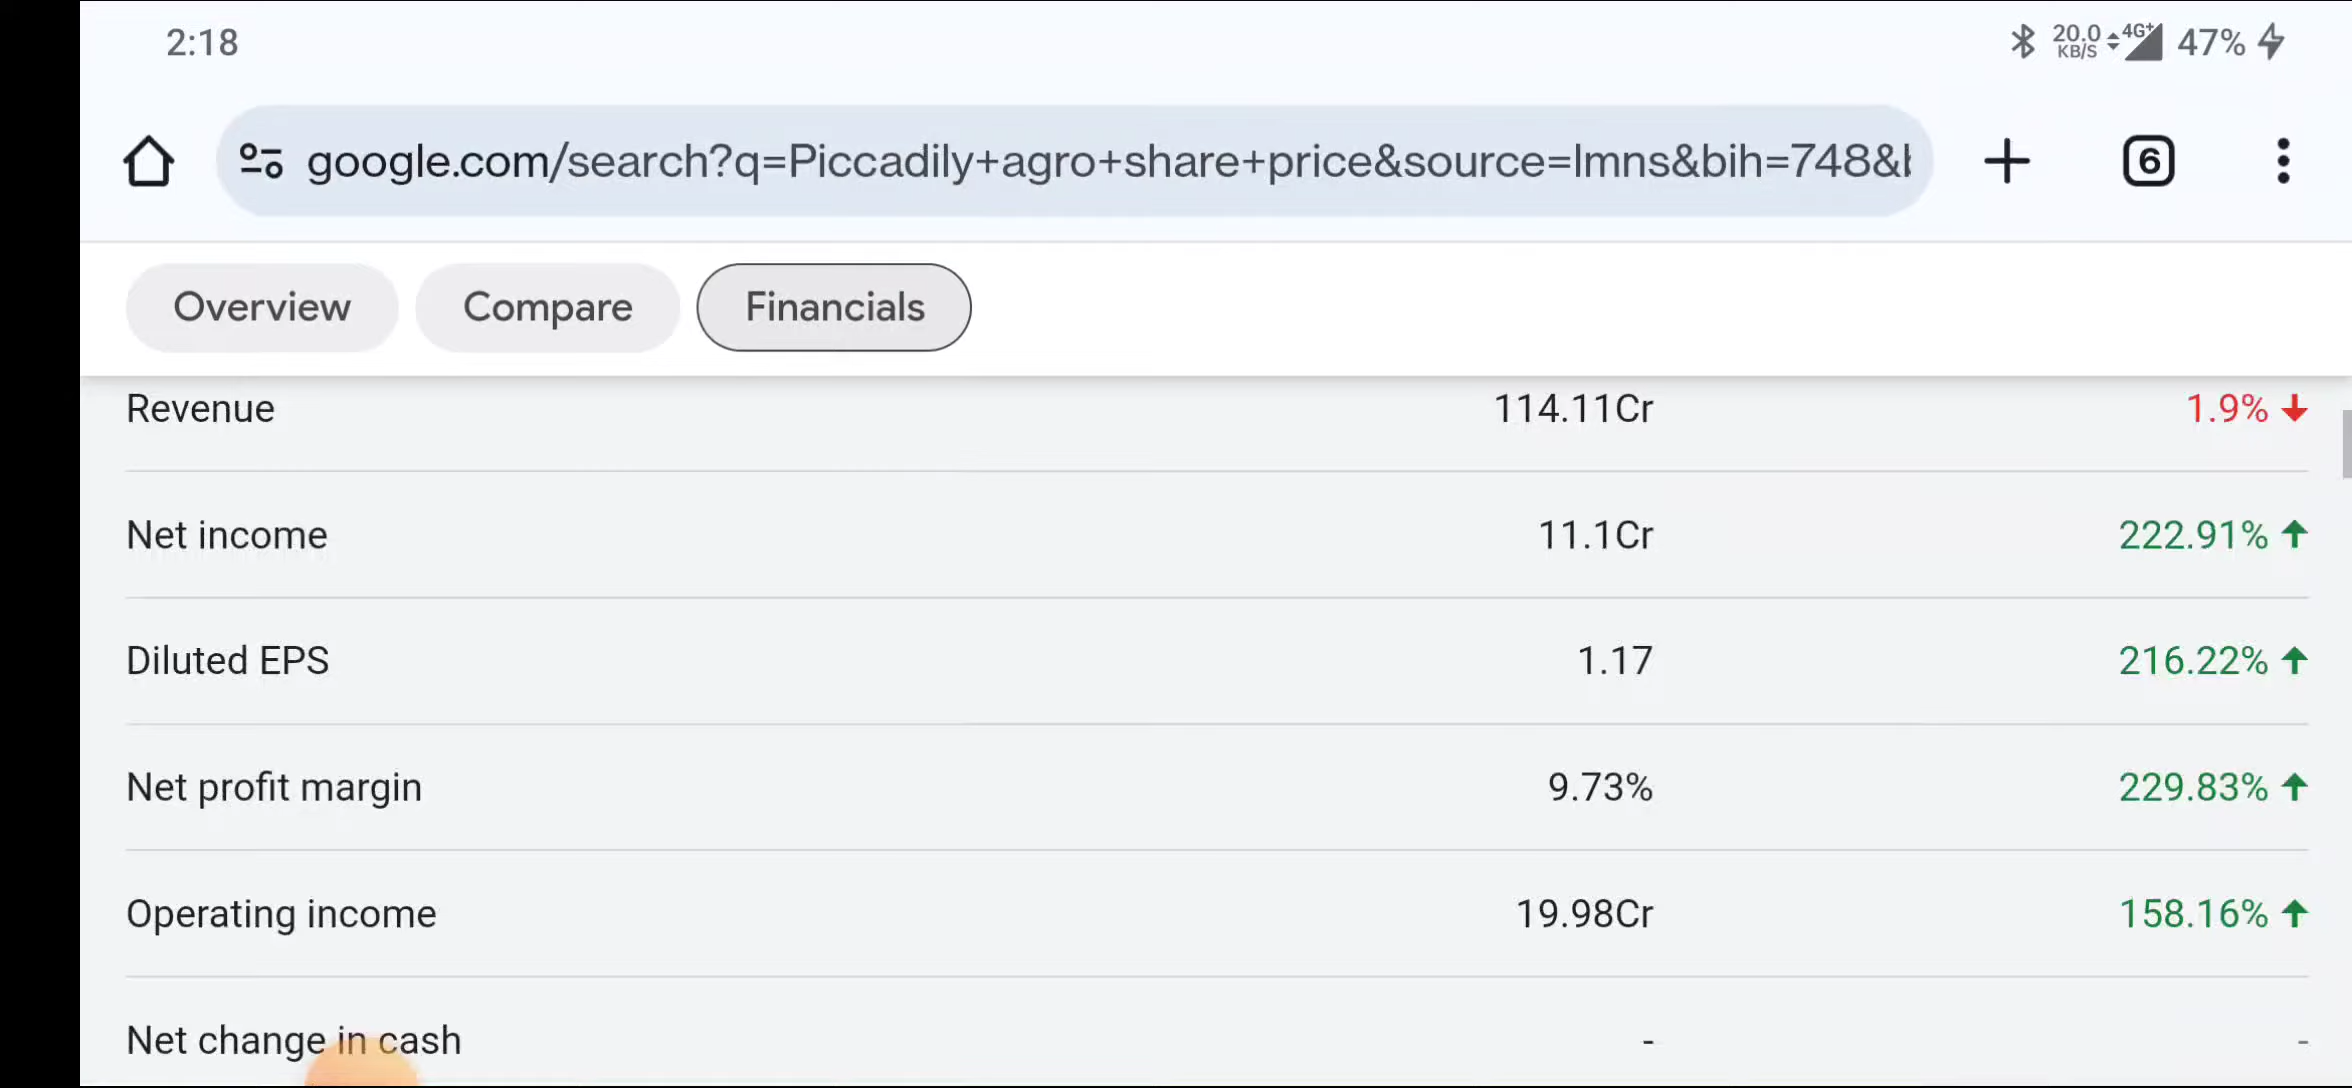 2:18
20.0 KB/S 4G+ 47%
google.com/search?q=Piccadily+agro+share+price&source=lmns&bih=748&
6
Overview Compare Financials
Revenue 114.11Cr 1.9%
Net income 11.1Cr 222.91%
Diluted EPS 1.17 216.22%
Net profit margin 9.73% 229.83%
Operating income 19.98Cr 158.16%
Net change in cash - -